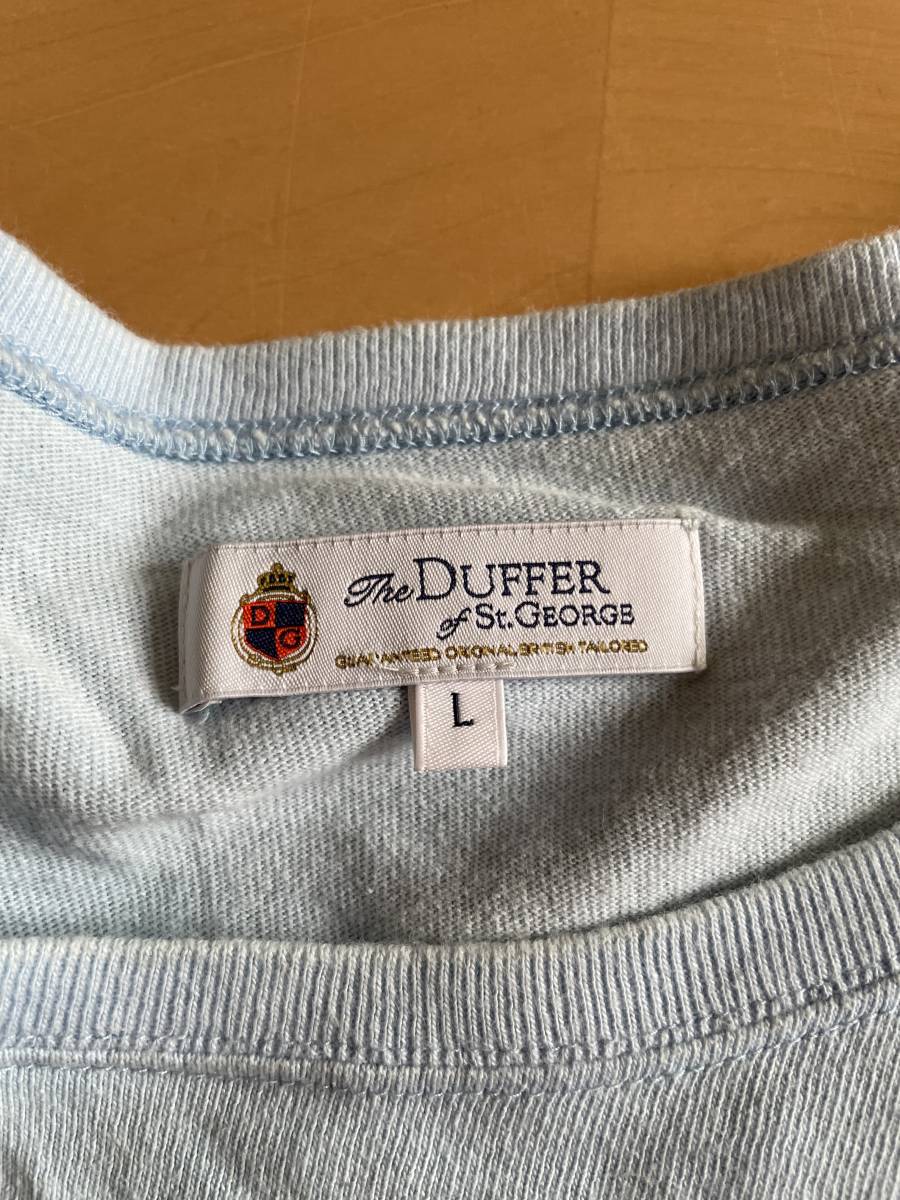 The DUFFER
of St.GEORGE
GUARANTEED ORIGINAL BRITISH TAILORED
D
G
L